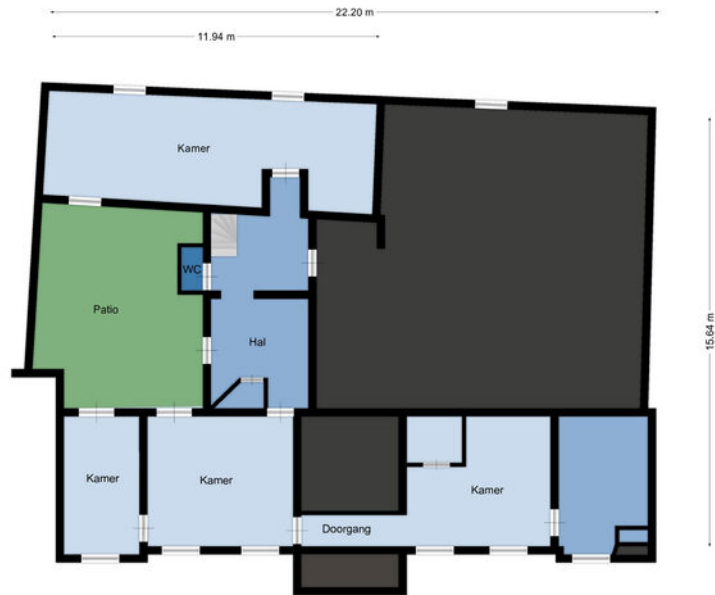 22.20 m
11.94 m
Kamer
15.64 m
WC
Patio
Hal
Kamer
Kamer
Kamer
Doorgang